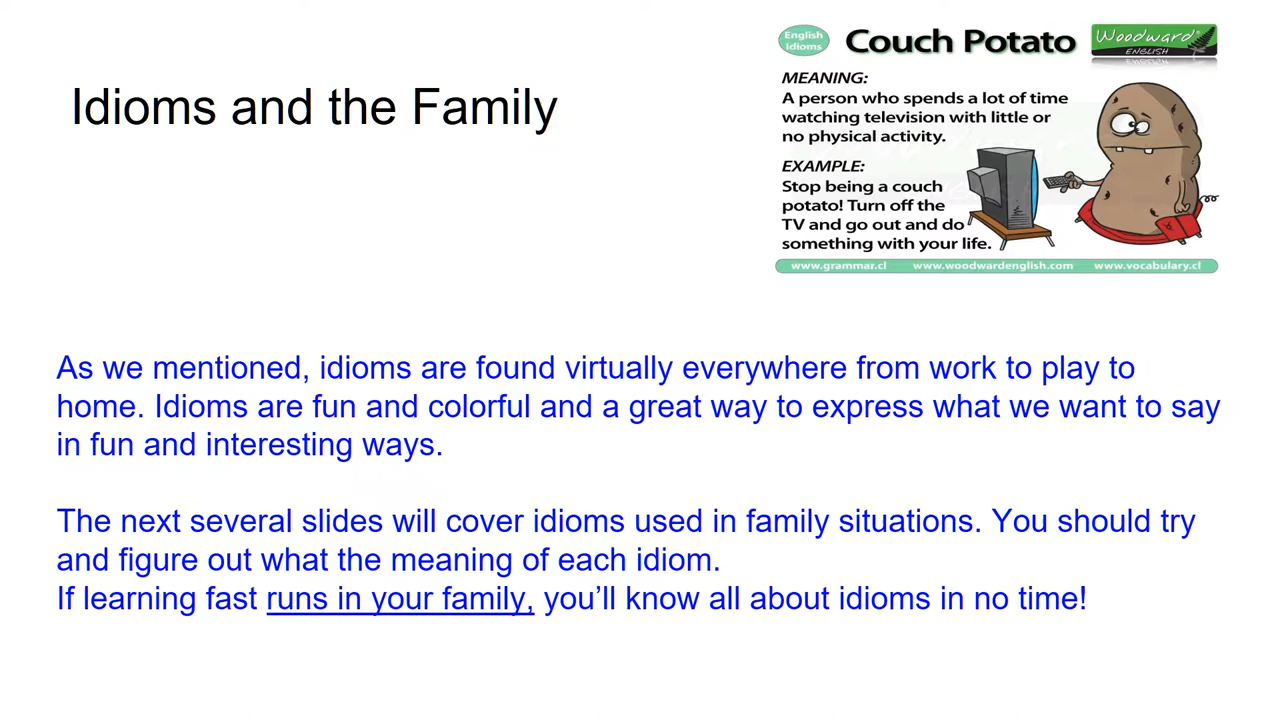 Idioms and the Family
English
Idioms
Couch Potato
Woodward®
ENGLISH
MEANING:
A person who spends a lot of time
watching television with little or
no physical activity.
EXAMPLE:
Stop being a couch
potato! Turn off the
TV and go out and do
something with your life.
www.grammar.cl www.woodwardenglish.com www.vocabulary.cl
As we mentioned, idioms are found virtually everywhere from work to play to
home. Idioms are fun and colorful and a great way to express what we want to say
in fun and interesting ways.
The next several slides will cover idioms used in family situations. You should try
and figure out what the meaning of each idiom.
If learning fast runs in your family, you’ll know all about idioms in no time!